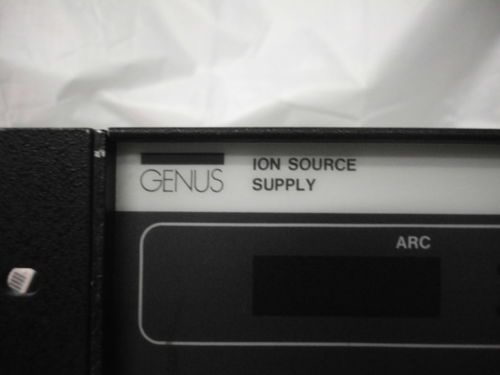 GENUS
ION SOURCE
SUPPLY
ARC